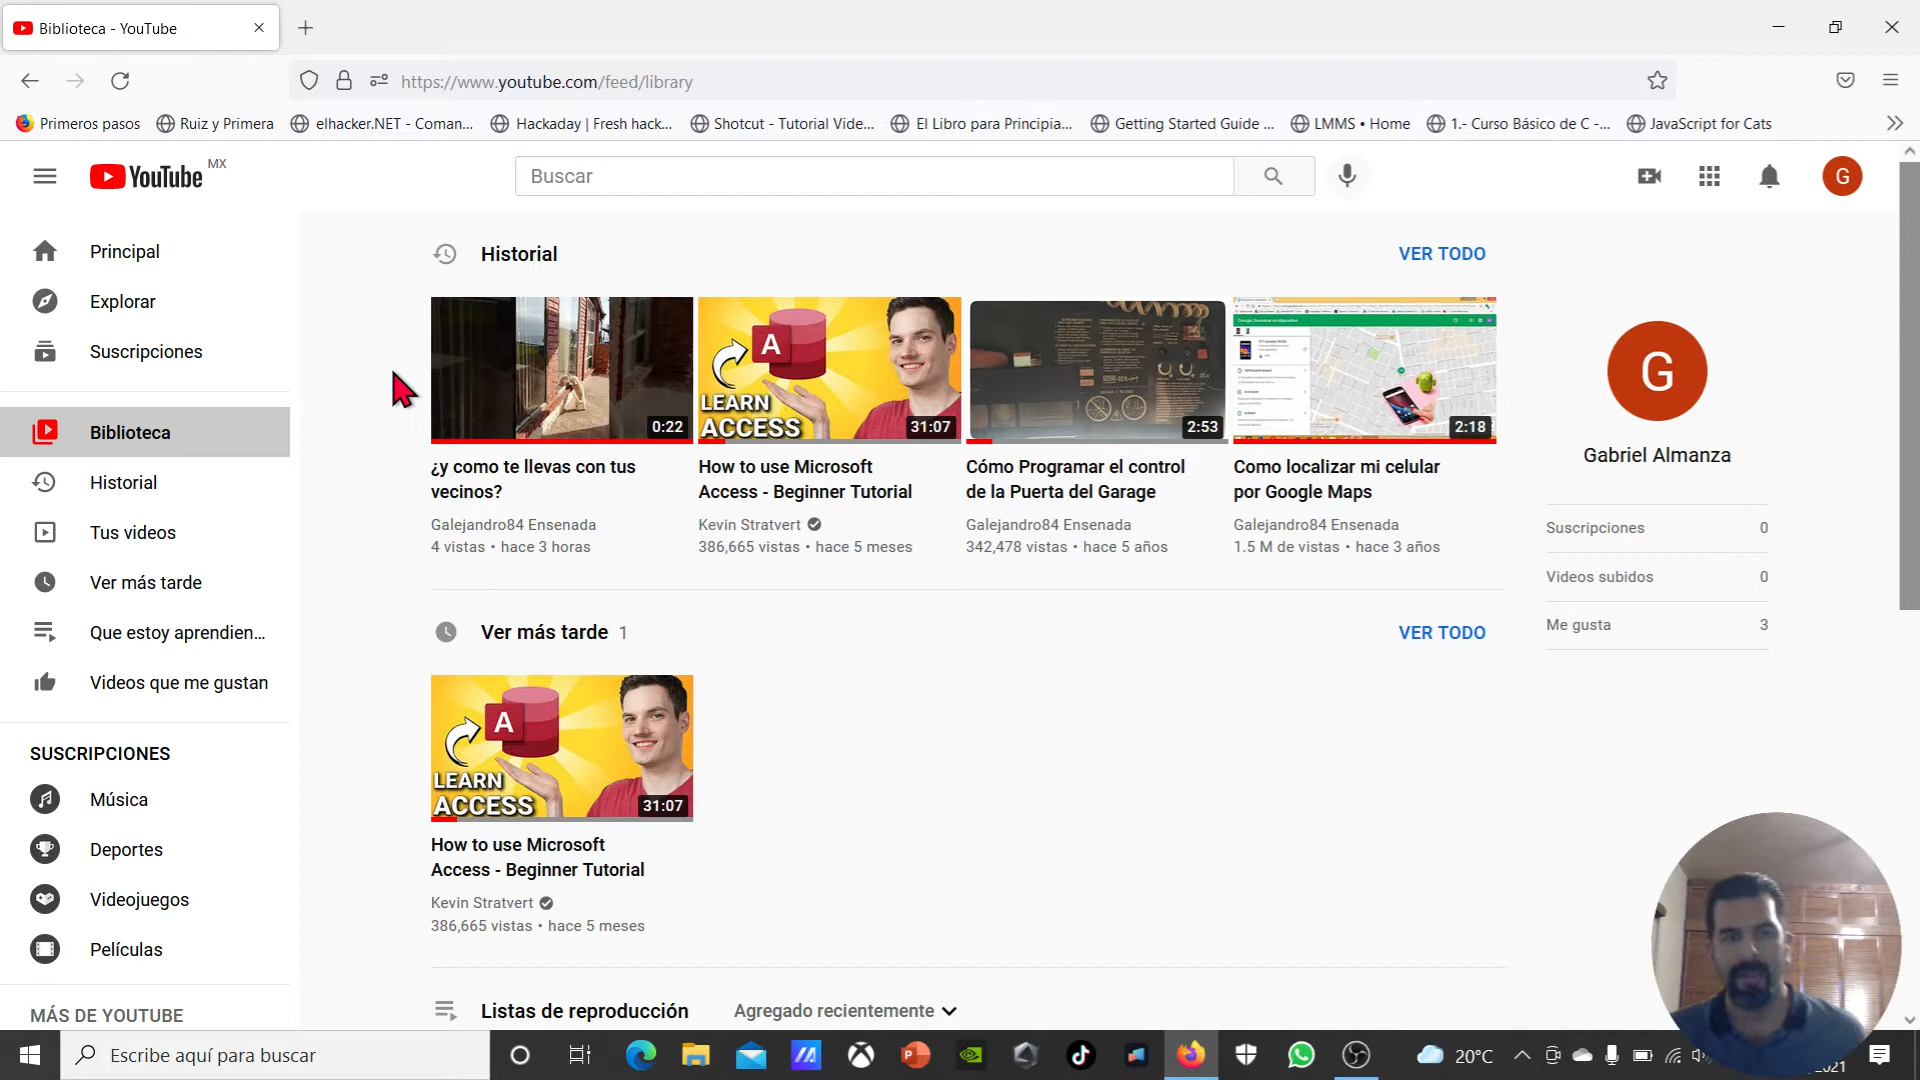 Biblioteca - YouTube
https://www.youtube.com/feed/library
Primeros pasos
Ruiz y Primera
elhacker.NET - Coman...
Hackaday | Fresh hack...
Shotcut - Tutorial Vide...
El Libro para Principia...
Getting Started Guide ...
LMMS • Home
1.- Curso Básico de C -...
JavaScript for Cats
YouTube MX
Buscar
G
Principal
Explorar
Suscripciones
Biblioteca
Historial
Tus videos
Ver más tarde
Que estoy aprendien...
Videos que me gustan
SUSCRIPCIONES
Música
Deportes
Videojuegos
Películas
MÁS DE YOUTUBE
Historial
VER TODO
0:22
¿y como te llevas con tus
vecinos?
Galejandro84 Ensenada
4 vistas • hace 3 horas
A
LEARN
ACCESS
31:07
How to use Microsoft
Access - Beginner Tutorial
Kevin Stratvert
386,665 vistas • hace 5 meses
2:53
Cómo Programar el control
de la Puerta del Garage
Galejandro84 Ensenada
342,478 vistas • hace 5 años
2:18
Como localizar mi celular
por Google Maps
Galejandro84 Ensenada
1.5 M de vistas • hace 3 años
Ver más tarde 1
VER TODO
A
LEARN
ACCESS
31:07
How to use Microsoft
Access - Beginner Tutorial
Kevin Stratvert
386,665 vistas • hace 5 meses
Listas de reproducción
Agregado recientemente
G
Gabriel Almanza
Suscripciones 0
Videos subidos 0
Me gusta 3
Escribe aquí para buscar
20°C